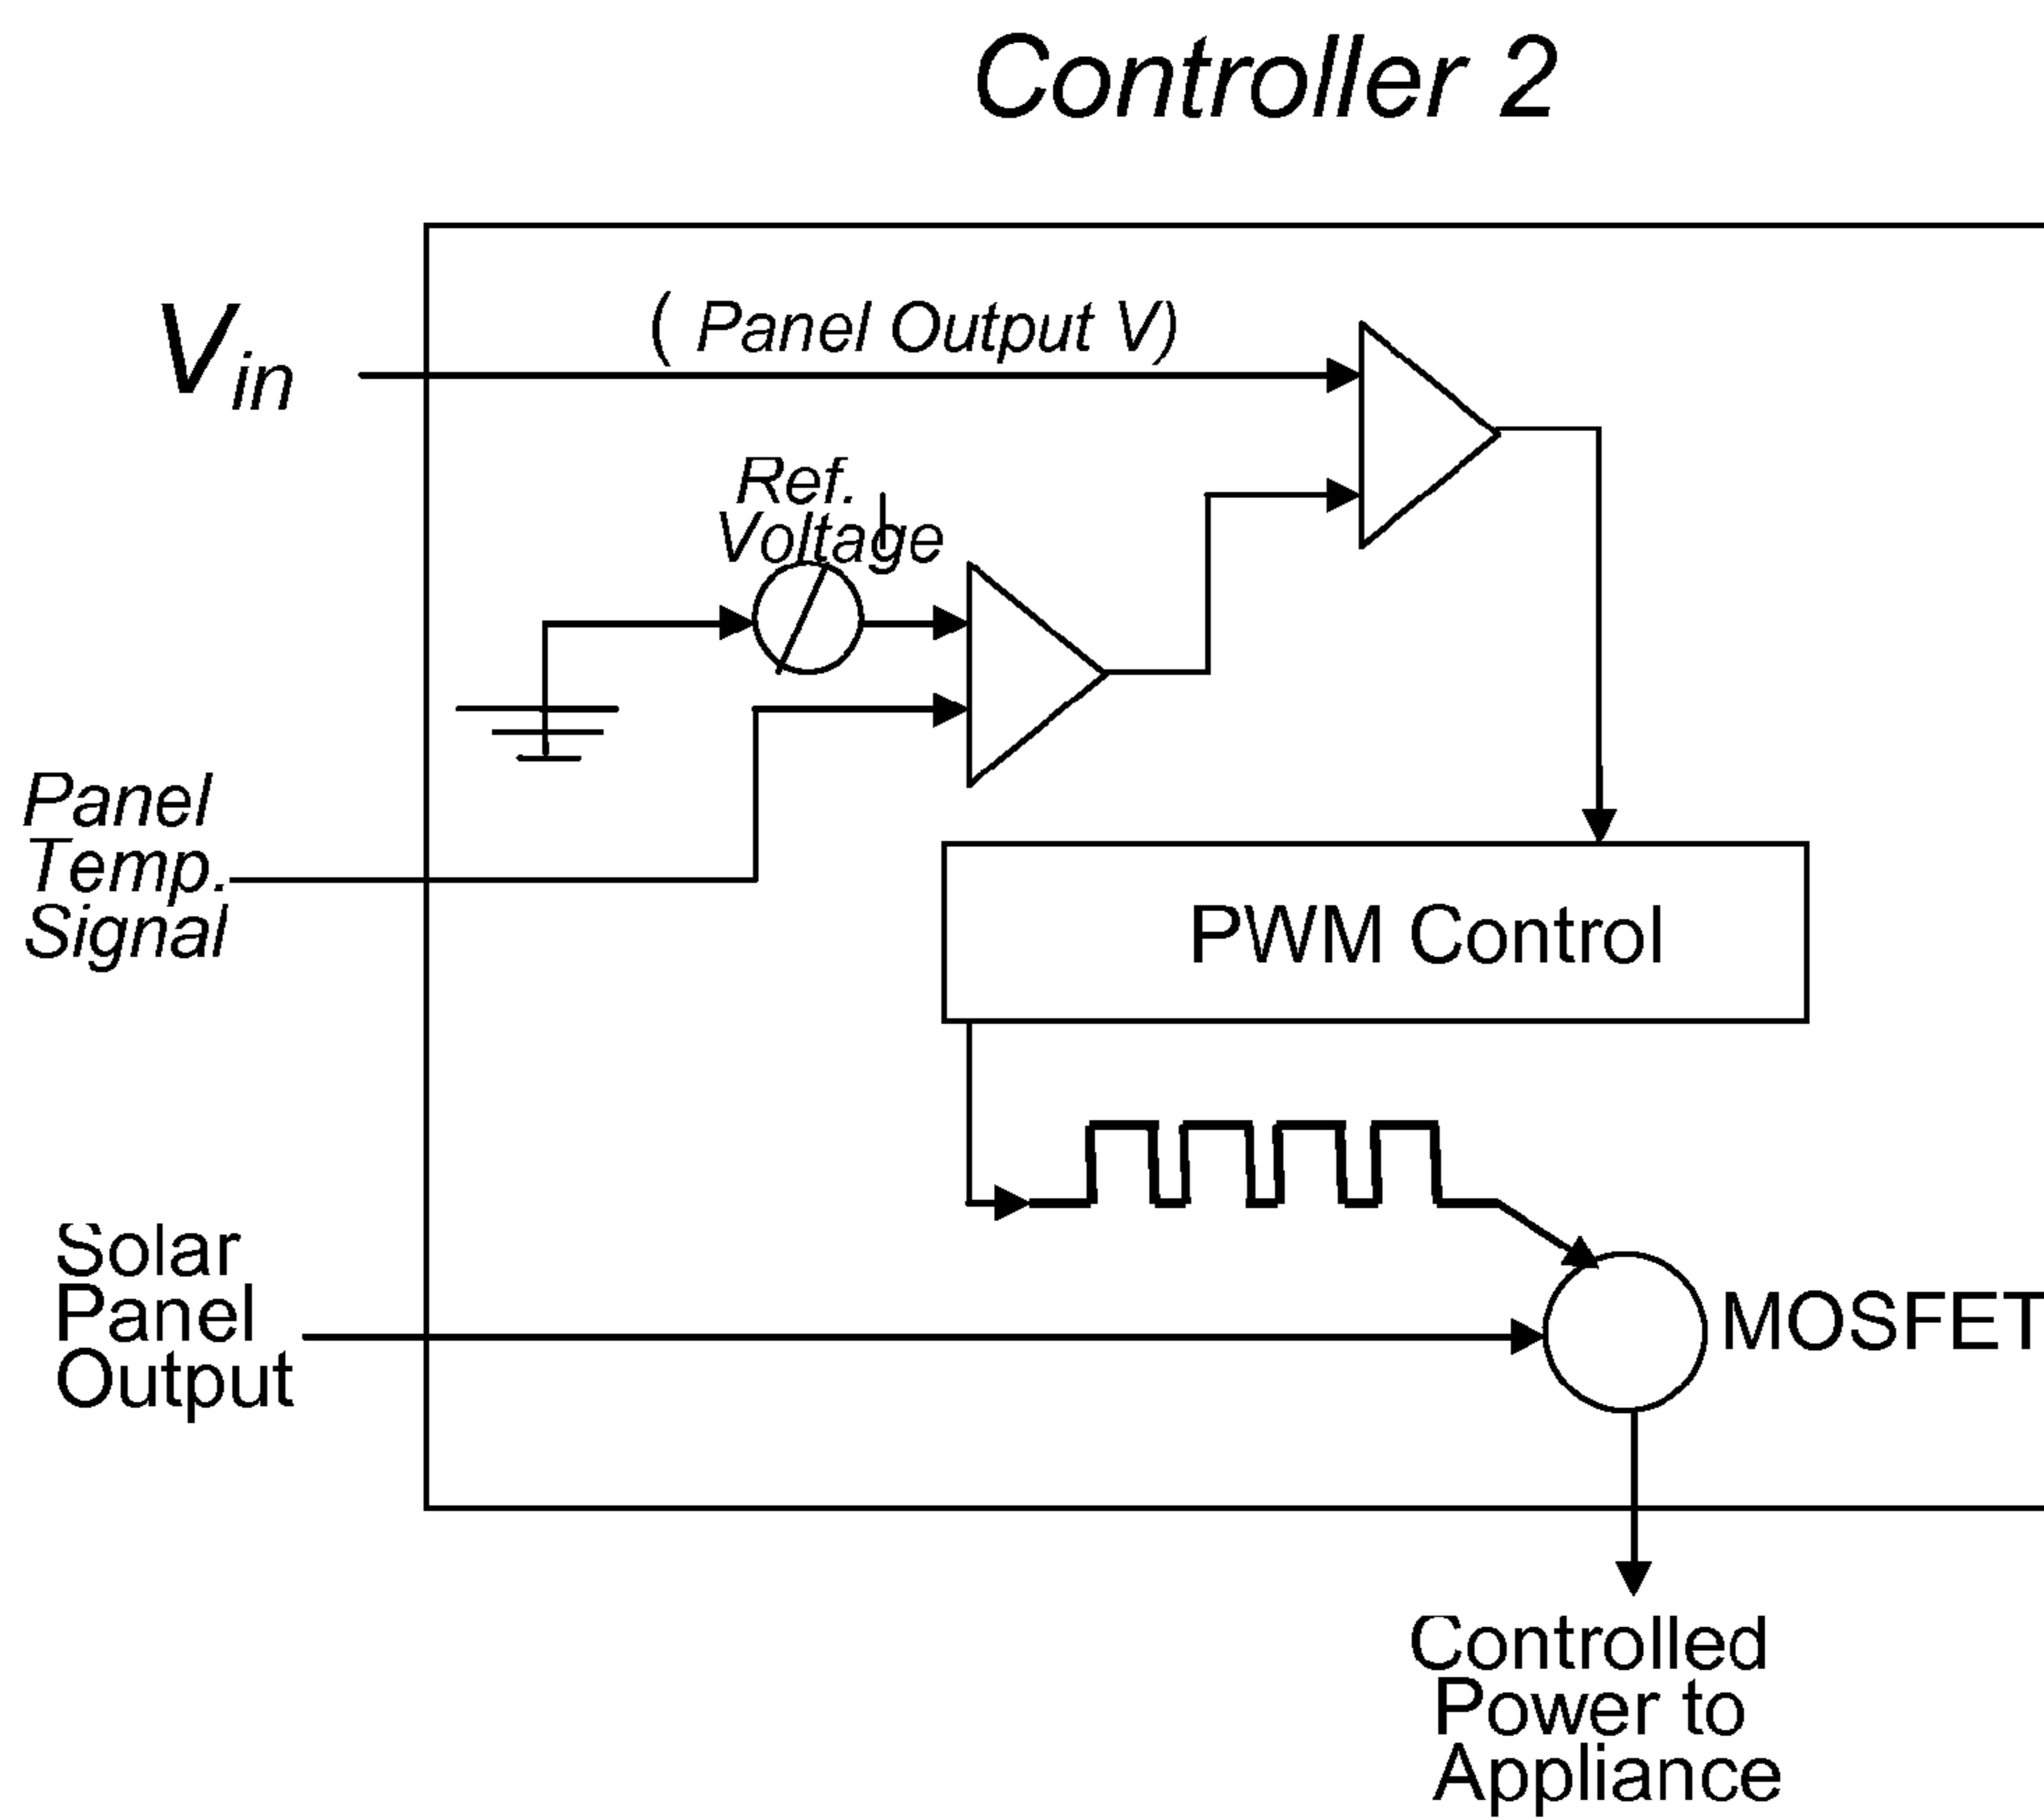 Controller 2
V in
( Panel Output V)
Ref.
Voltage
Panel
Temp.
Signal
PWM Control
Solar
Panel
Output
MOSFET
Controlled
Power to
Appliance